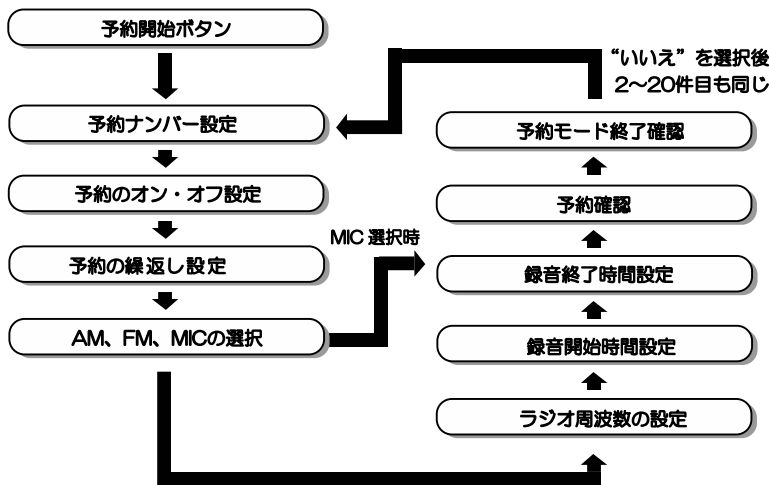 予約開始ボタン
予約ナンバー設定
予約のオン・オフ設定
予約の繰返し設定
AM、FM、MICの選択
MIC 選択時
“いいえ”を選択後
2～20件目も同じ
予約モード終了確認
予約確認
録音終了時間設定
録音開始時間設定
ラジオ周波数の設定